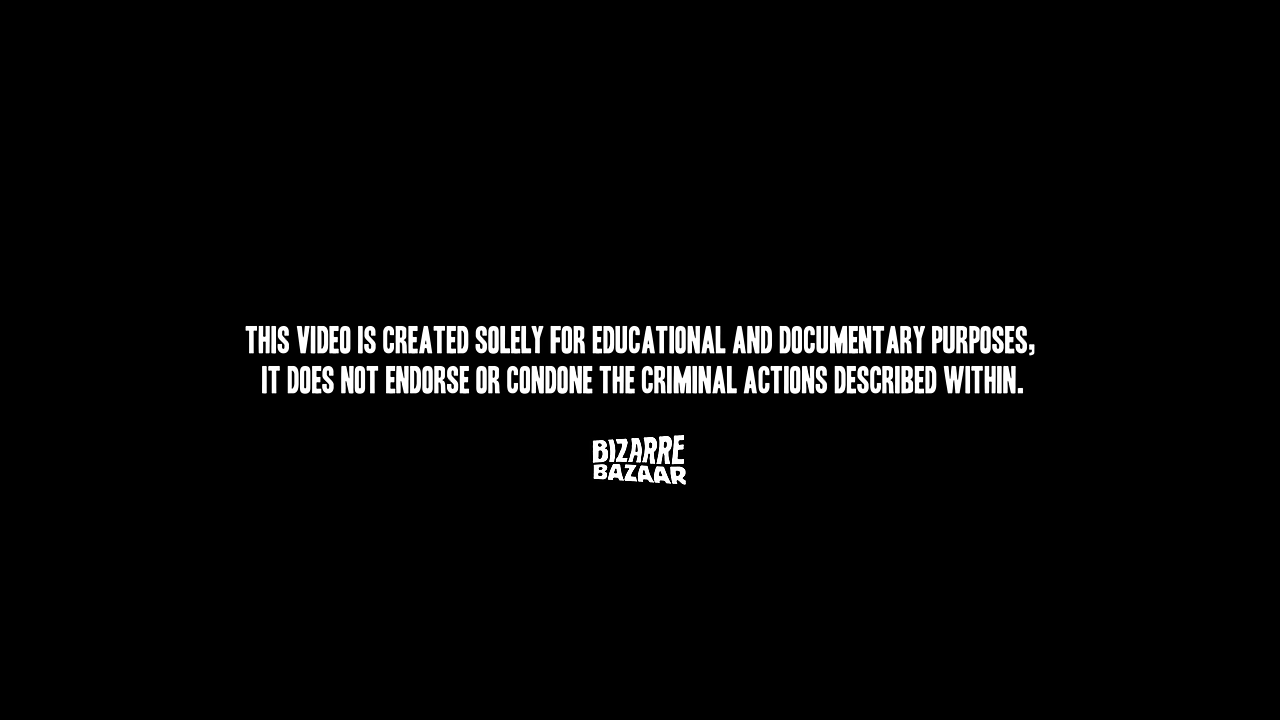 THIS VIDEO IS CREATED SOLELY FOR EDUCATIONAL AND DOCUMENTARY PURPOSES,
IT DOES NOT ENDORSE OR CONDONE THE CRIMINAL ACTIONS DESCRIBED WITHIN.
BIZARRE
BAZAAR